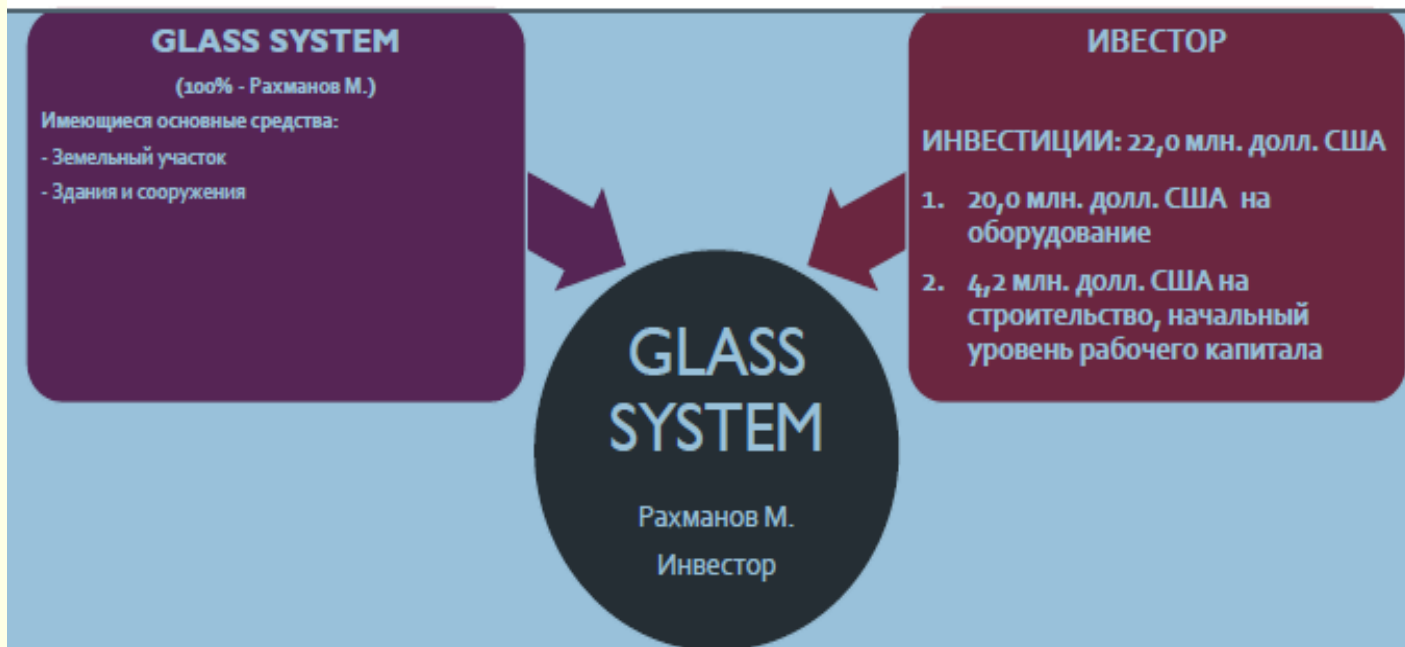 GLASS SYSTEM
(100% - Рахманов М.)
Имеющиеся основные средства:
- Земельный участок
- Здания и сооружения
ИВЕСТОР
ИНВЕСТИЦИИ: 22,0 млн. долл. США
1. 20,0 млн. долл. США на
оборудование
2. 4,2 млн. долл. США на
строительство, начальный
уровень рабочего капитала
GLASS
SYSTEM
Рахманов М.
Инвестор